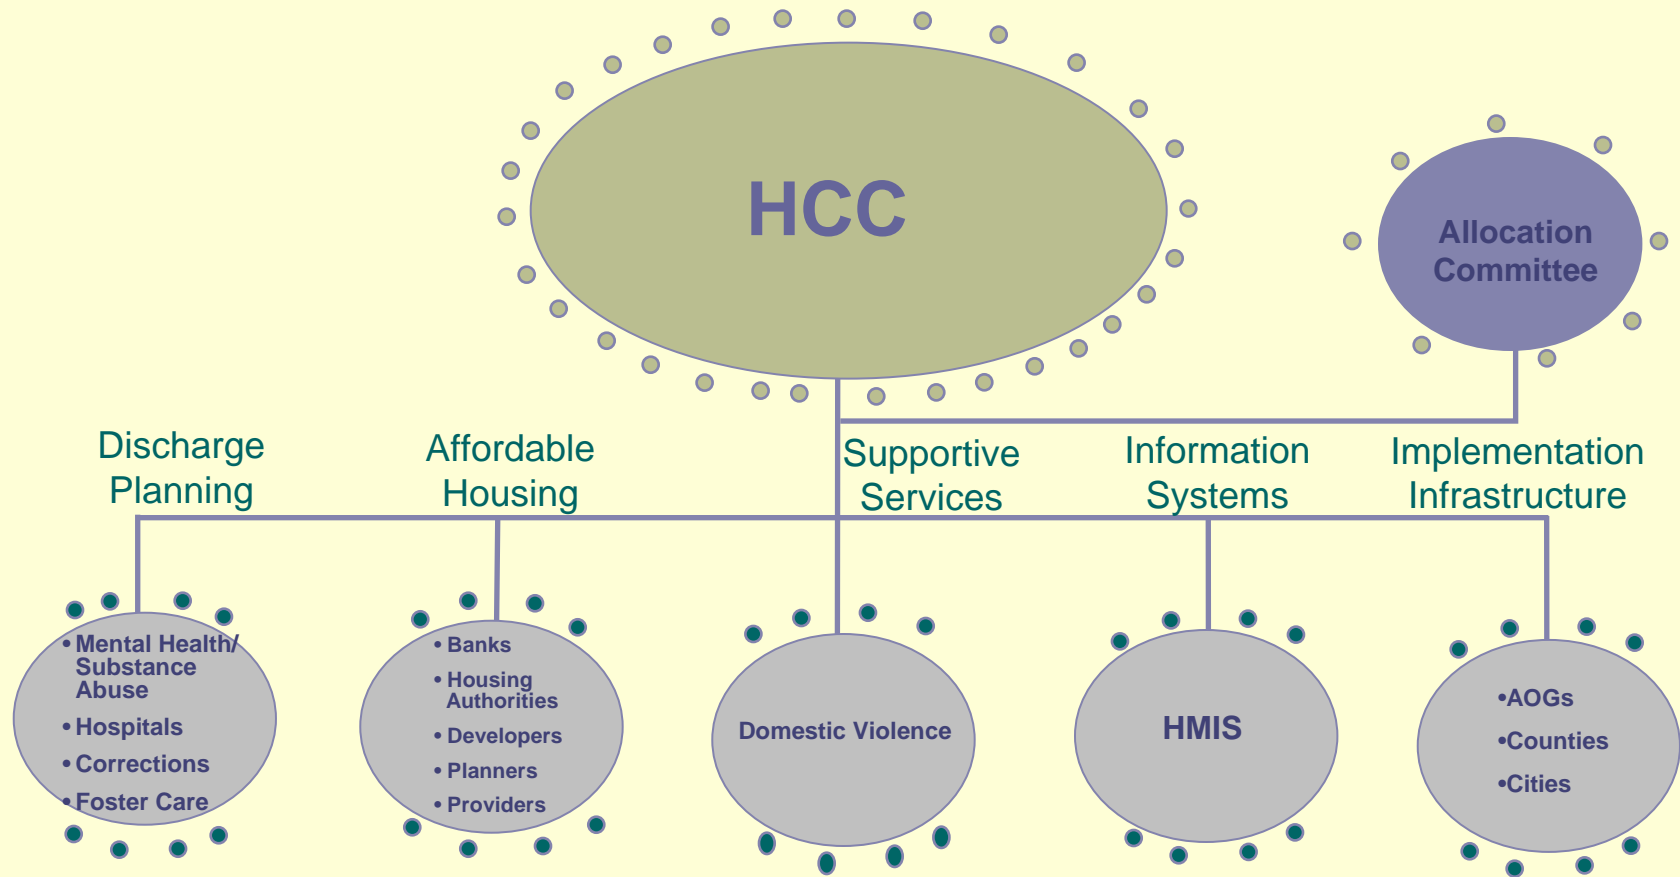 HCC
Allocation
Committee
Discharge
Planning
Affordable
Housing
Supportive
Services
Information
Systems
Implementation
Infrastructure
• Mental Health/
Substance
Abuse
• Hospitals
• Corrections
• Foster Care
• Banks
• Housing
Authorities
• Developers
• Planners
• Providers
Domestic Violence
HMIS
•AOGs
•Counties
•Cities